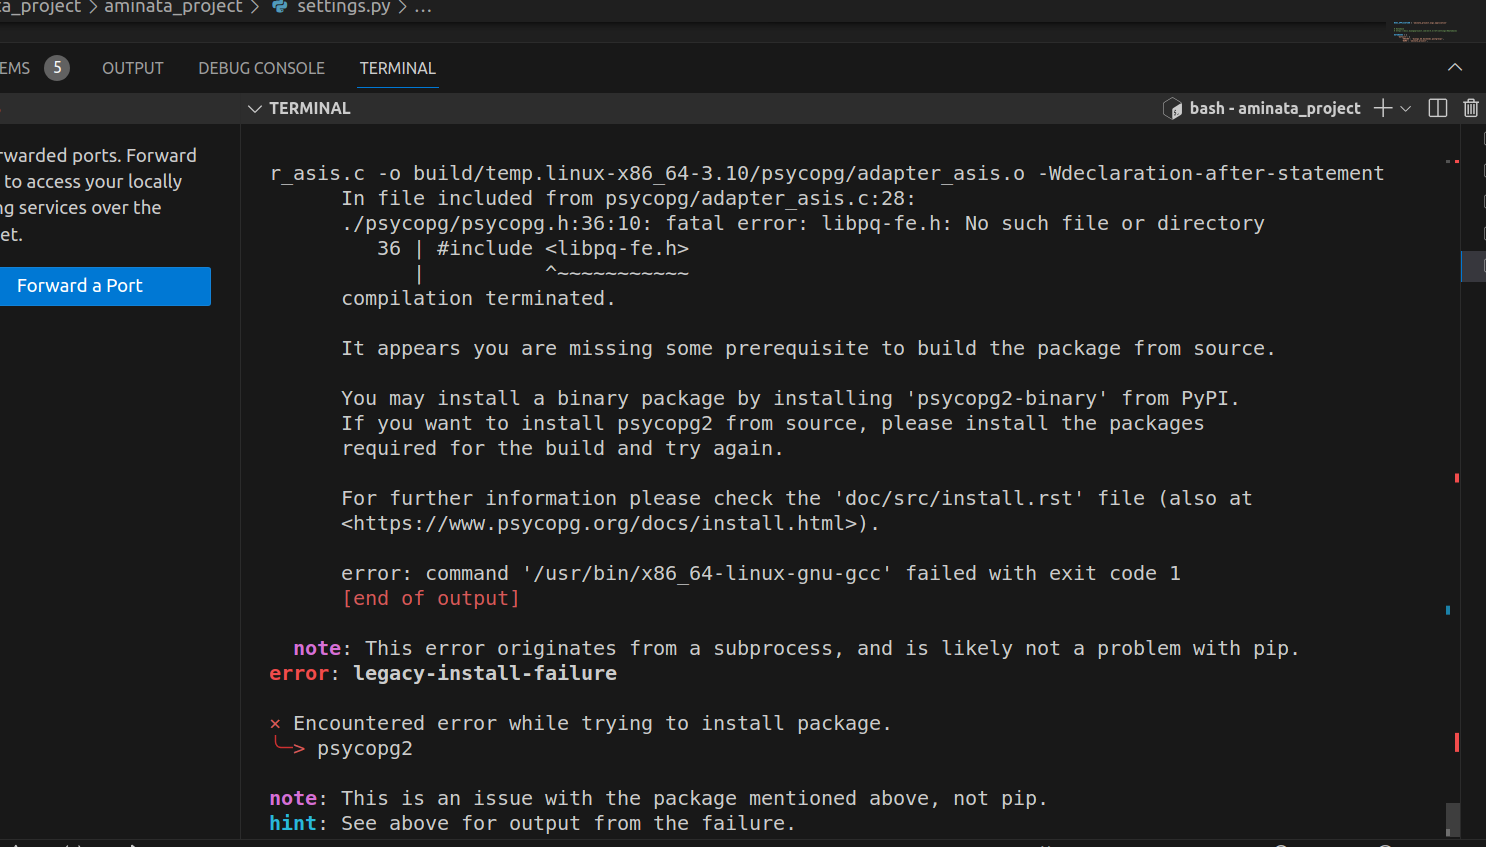 ta_project > aminata_project > settings.py > ...
EMS 5 OUTPUT DEBUG CONSOLE TERMINAL
TERMINAL
bash - aminata_project
rwarded ports. Forward
to access your locally
ng services over the
et.
Forward a Port
r_asis.c -o build/temp.linux-x86_64-3.10/psycopg/adapter_asis.o -Wdeclaration-after-statement
In file included from psycopg/adapter_asis.c:28:
./psycopg/psycopg.h:36:10: fatal error: libpq-fe.h: No such file or directory
36 | #include <libpq-fe.h>
| ^~~~~~~~~~~~
compilation terminated.
It appears you are missing some prerequisite to build the package from source.
You may install a binary package by installing 'psycopg2-binary' from PyPI.
If you want to install psycopg2 from source, please install the packages
required for the build and try again.
For further information please check the 'doc/src/install.rst' file (also at
<https://www.psycopg.org/docs/install.html>).
error: command '/usr/bin/x86_64-linux-gnu-gcc' failed with exit code 1
[end of output]
note: This error originates from a subprocess, and is likely not a problem with pip.
error: legacy-install-failure
× Encountered error while trying to install package.
╰─> psycopg2
note: This is an issue with the package mentioned above, not pip.
hint: See above for output from the failure.